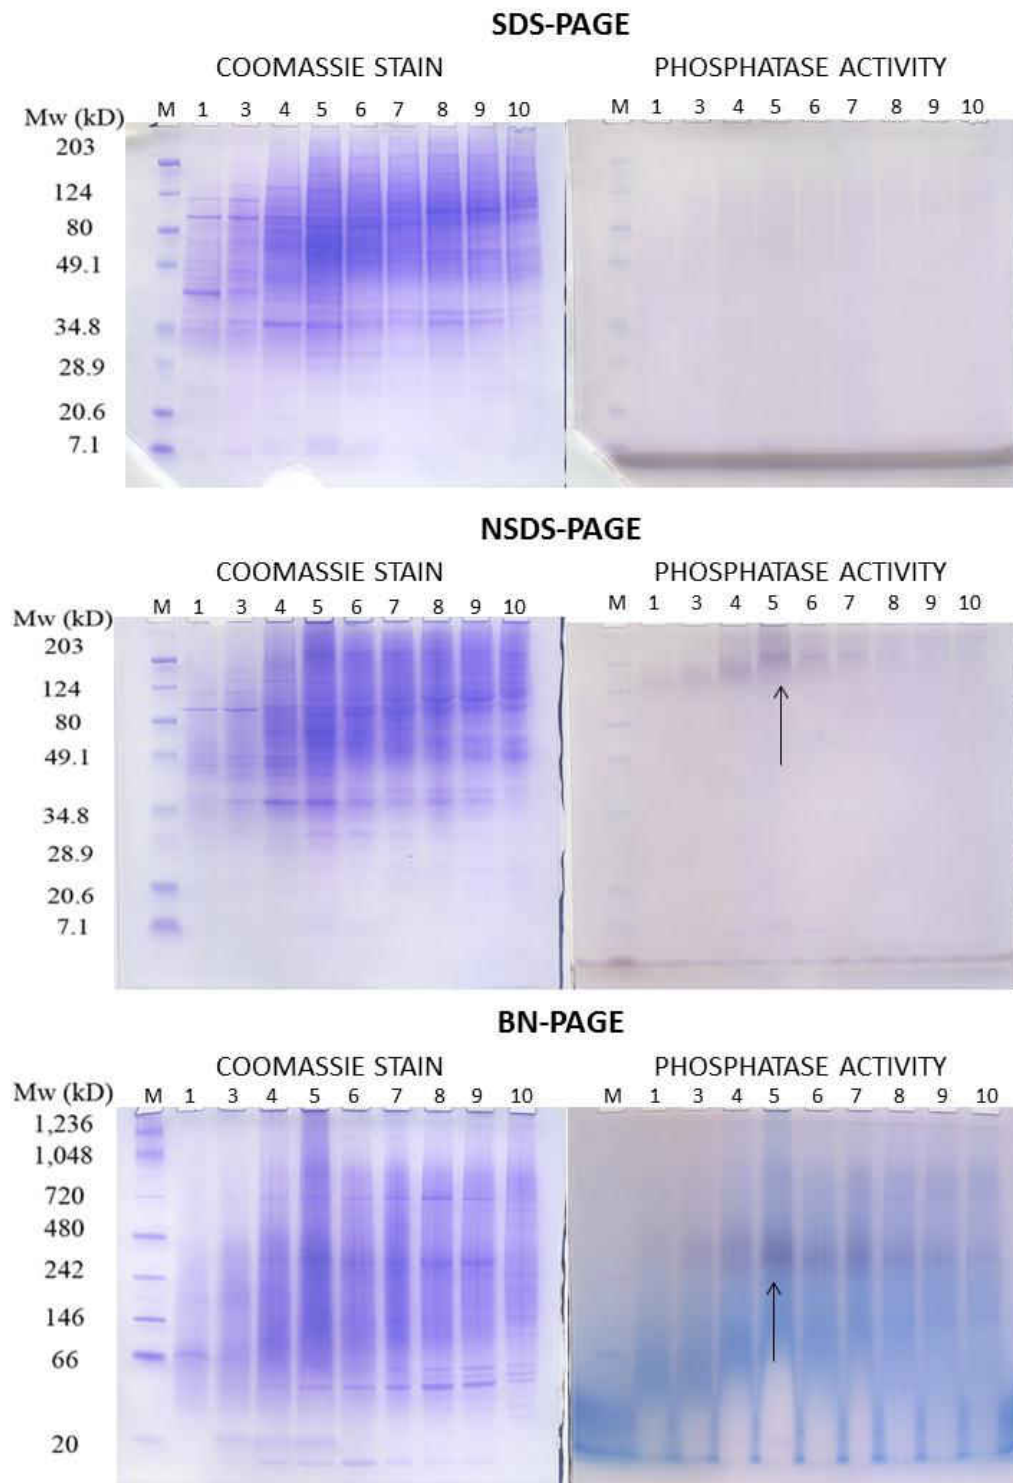 SDS-PAGE
COOMASSIE STAIN PHOSPHATASE ACTIVITY
Mw (kD) M 1 3 4 5 6 7 8 9 10 M 1 3 4 5 6 7 8 9 10
203
124
80
49.1
34.8
28.9
20.6
7.1
NSDS-PAGE
COOMASSIE STAIN PHOSPHATASE ACTIVITY
Mw (kD) M 1 3 4 5 6 7 8 9 10 M 1 3 4 5 6 7 8 9 10
203
124
80
49.1
34.8
28.9
20.6
7.1
BN-PAGE
COOMASSIE STAIN PHOSPHATASE ACTIVITY
Mw (kD) M 1 3 4 5 6 7 8 9 10 M 1 3 4 5 6 7 8 9 10
1,236
1,048
720
480
242
146
66
20